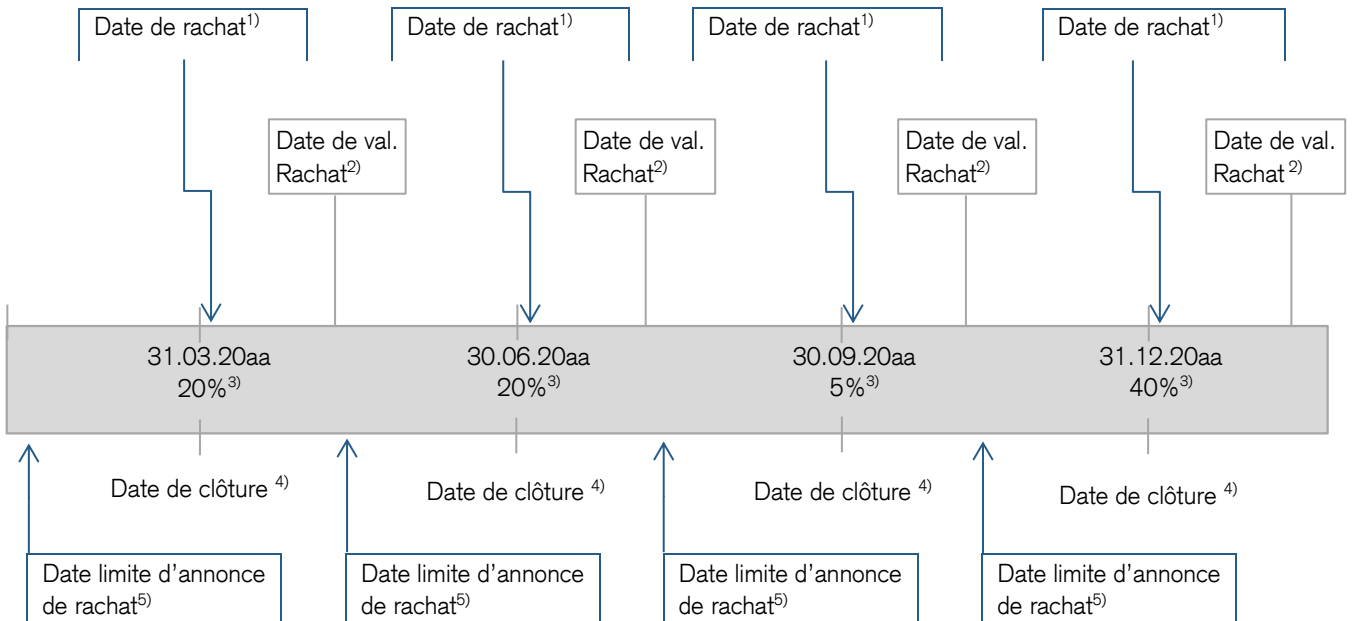 Date de rachat1)
Date de rachat1)
Date de rachat1)
Date de rachat1)
Date de val.
Rachat2)
Date de val.
Rachat2)
Date de val.
Rachat2)
Date de val.
Rachat 2)
31.03.20aa
20%3)
30.06.20aa
20%3)
30.09.20aa
5%3)
31.12.20aa
40%3)
Date de clôture 4)
Date de clôture 4)
Date de clôture 4)
Date de clôture 4)
Date limite d’annonce
de rachat5)
Date limite d’annonce
de rachat5)
Date limite d’annonce
de rachat5)
Date limite d’annonce
de rachat5)